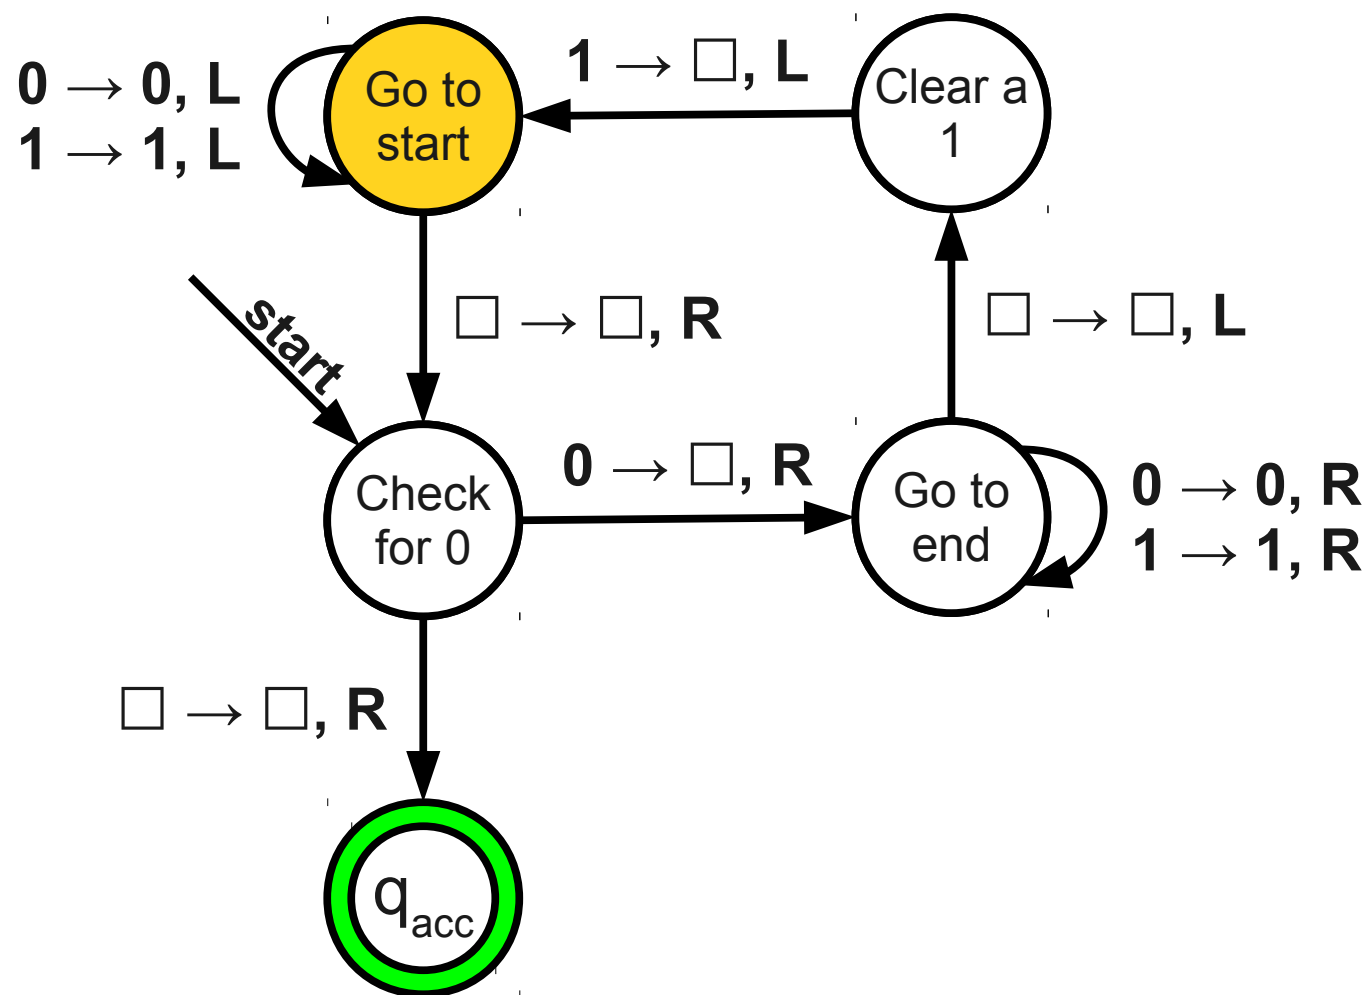 0 → 0, L
1 → 1, L
Go to
start
1 → □, L
Clear a
1
□ → □, R
□ → □, L
start
Check
for 0
0 → □, R
Go to
end
0 → 0, R
1 → 1, R
□ → □, R
qacc